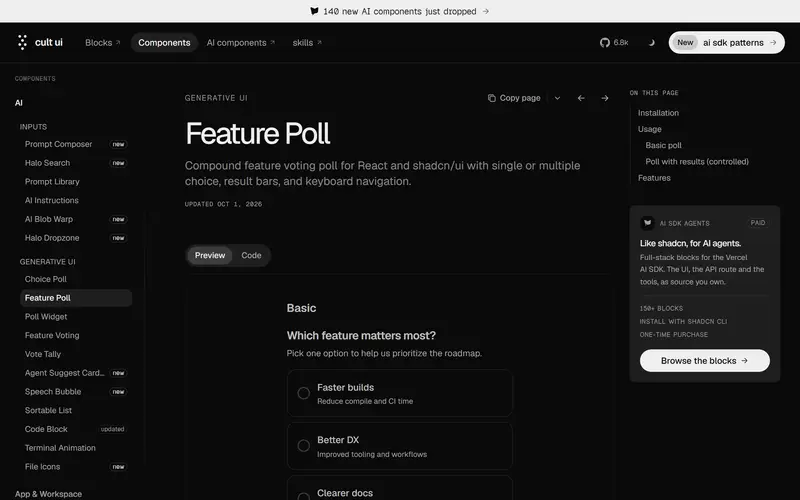 140 new AI components just dropped →
cult ui
Blocks ↗
Components
AI components ↗
skills ↗
6.8k
New ai sdk patterns →
COMPONENTS
AI
INPUTS
Prompt Composer new
Halo Search new
Prompt Library
AI Instructions
AI Blob Warp new
Halo Dropzone new
GENERATIVE UI
Choice Poll
Feature Poll
Poll Widget
Feature Voting
Vote Tally
Agent Suggest Card... new
Speech Bubble new
Sortable List
Code Block updated
Terminal Animation
File Icons new
App & Workspace
GENERATIVE UI
Copy page
← →
Feature Poll
Compound feature voting poll for React and shadcn/ui with single or multiple
choice, result bars, and keyboard navigation.
UPDATED OCT 1, 2026
Preview Code
Basic
Which feature matters most?
Pick one option to help us prioritize the roadmap.
Faster builds
Reduce compile and CI time
Better DX
Improved tooling and workflows
Clearer docs
ON THIS PAGE
Installation
Usage
Basic poll
Poll with results (controlled)
Features
AI SDK AGENTS PAID
Like shadcn, for AI agents.
Full-stack blocks for the Vercel
AI SDK. The UI, the API route and the
tools, as source you own.
150+ BLOCKS
INSTALL WITH SHADCN CLI
ONE-TIME PURCHASE
Browse the blocks →